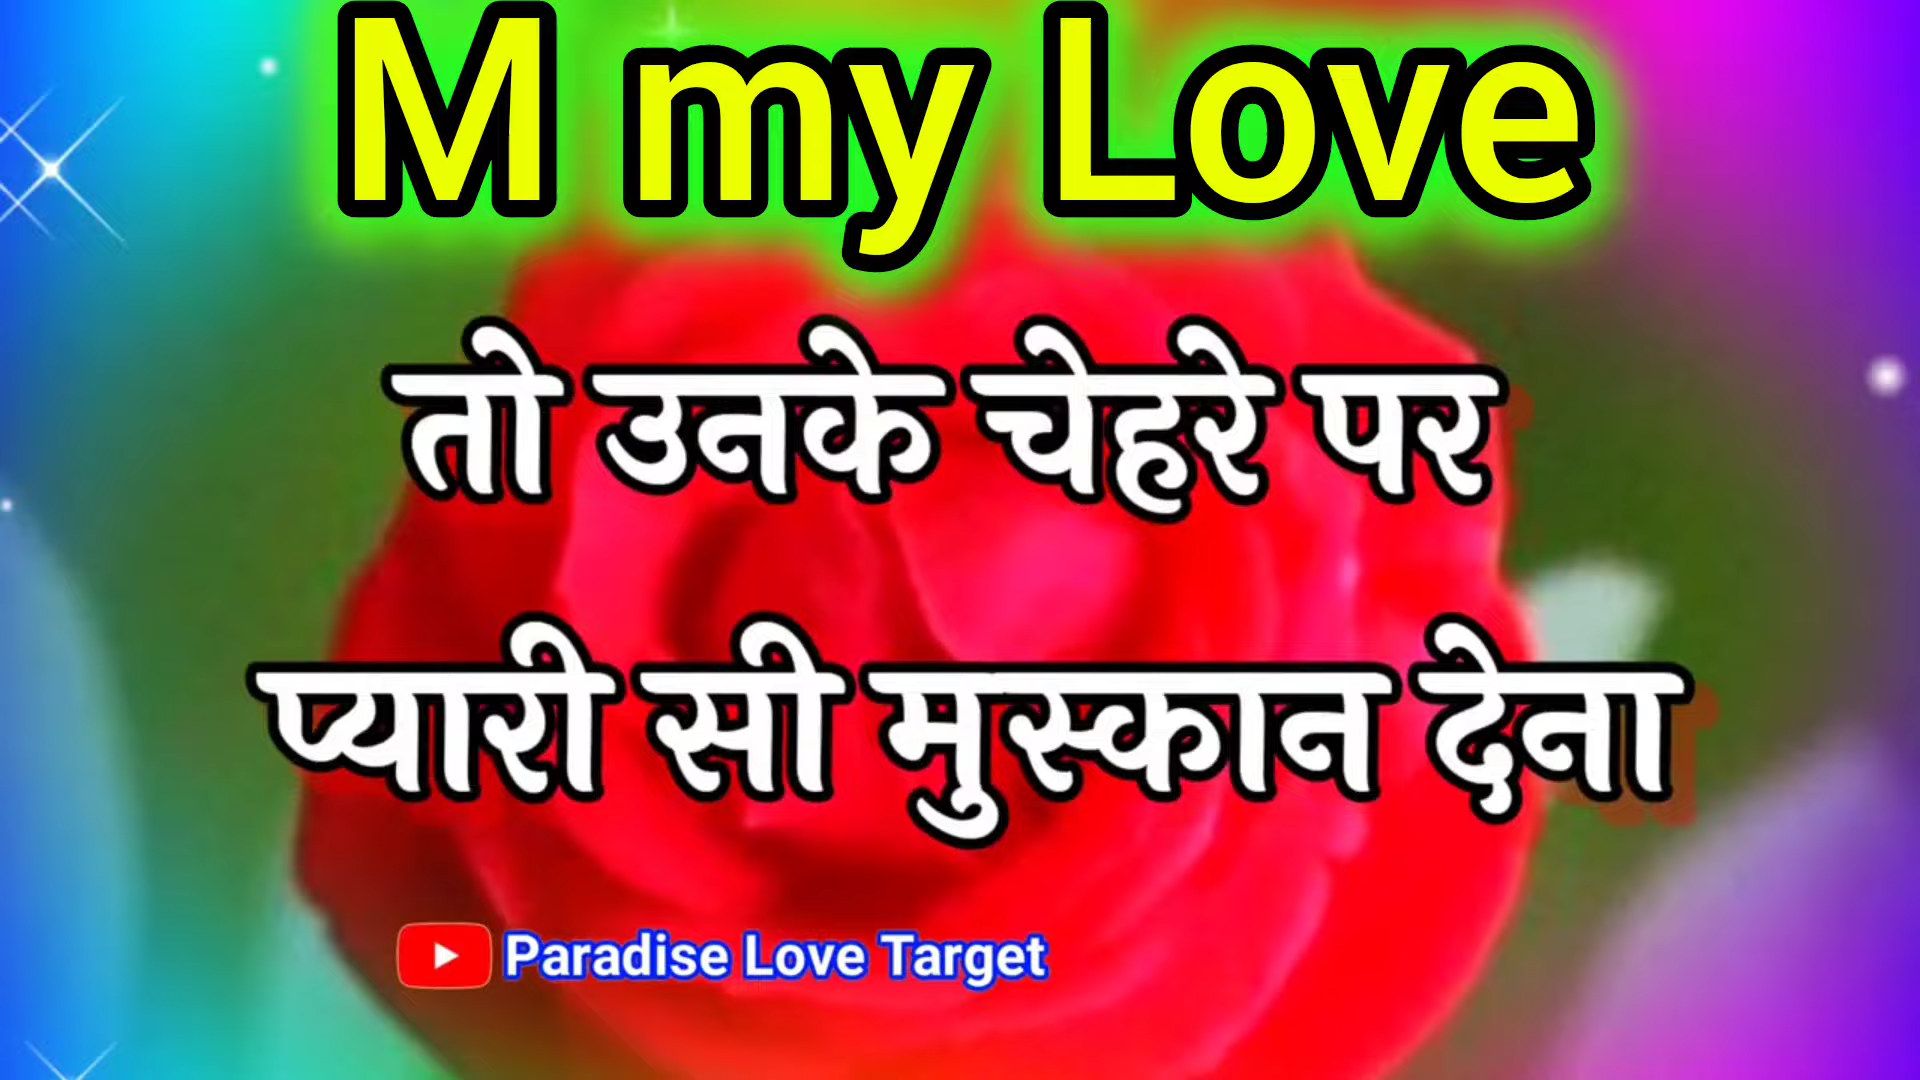 M my Love
तो उनके चेहरे पर
प्यारी सी मुस्कान देना
Paradise Love Target